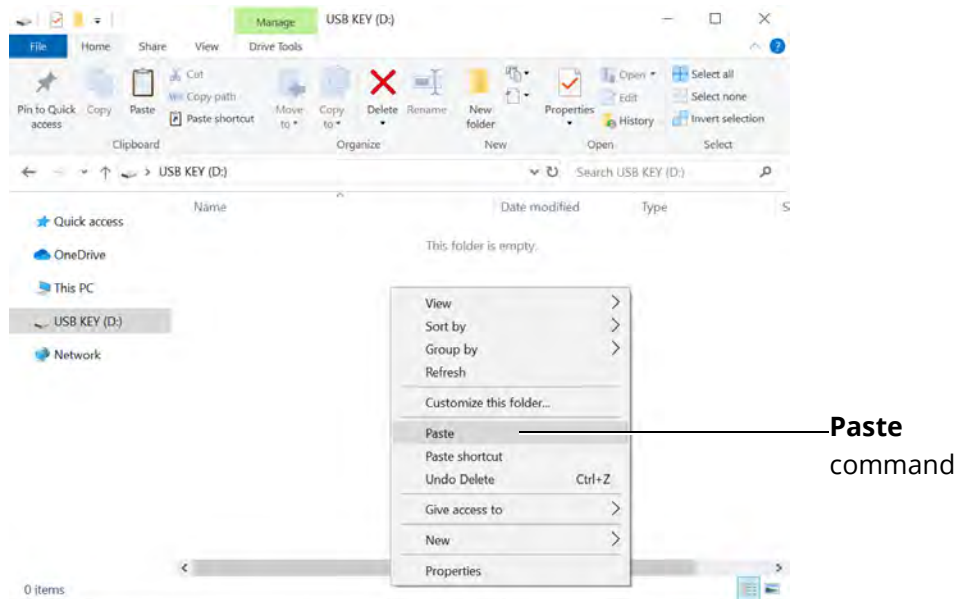 Manage USB KEY (D:)
File Home Share View Drive Tools
Pin to Quick access
Copy
Paste
Cut
Copy path
Paste shortcut
Move to
Copy to
Delete
Rename
New folder
Properties
Open
Edit
History
Select all
Select none
Invert selection
Clipboard Organize New Open Select
USB KEY (D:) Search USB KEY (D:)
Name Date modified Type S
Quick access
OneDrive
This PC
USB KEY (D:)
Network
This folder is empty.
View
Sort by
Group by
Refresh
Customize this folder...
Paste
Paste shortcut
Undo Delete Ctrl+Z
Give access to
New
Properties
Paste
command
0 items